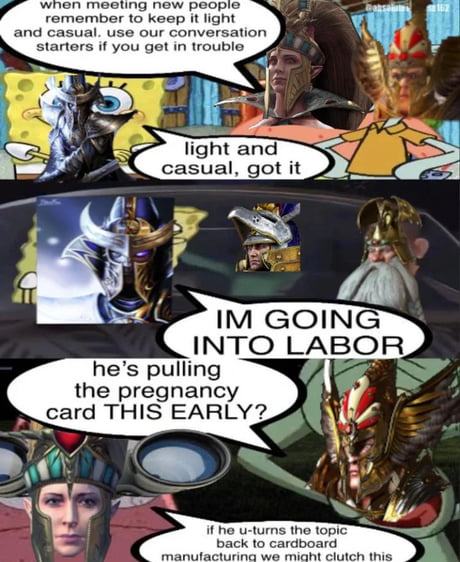 when meeting new people
remember to keep it light
and casual. use our conversation
starters if you get in trouble
light and
casual, got it
IM GOING
INTO LABOR
he's pulling
the pregnancy
card THIS EARLY?
if he u-turns the topic
back to cardboard
manufacturing we might clutch this